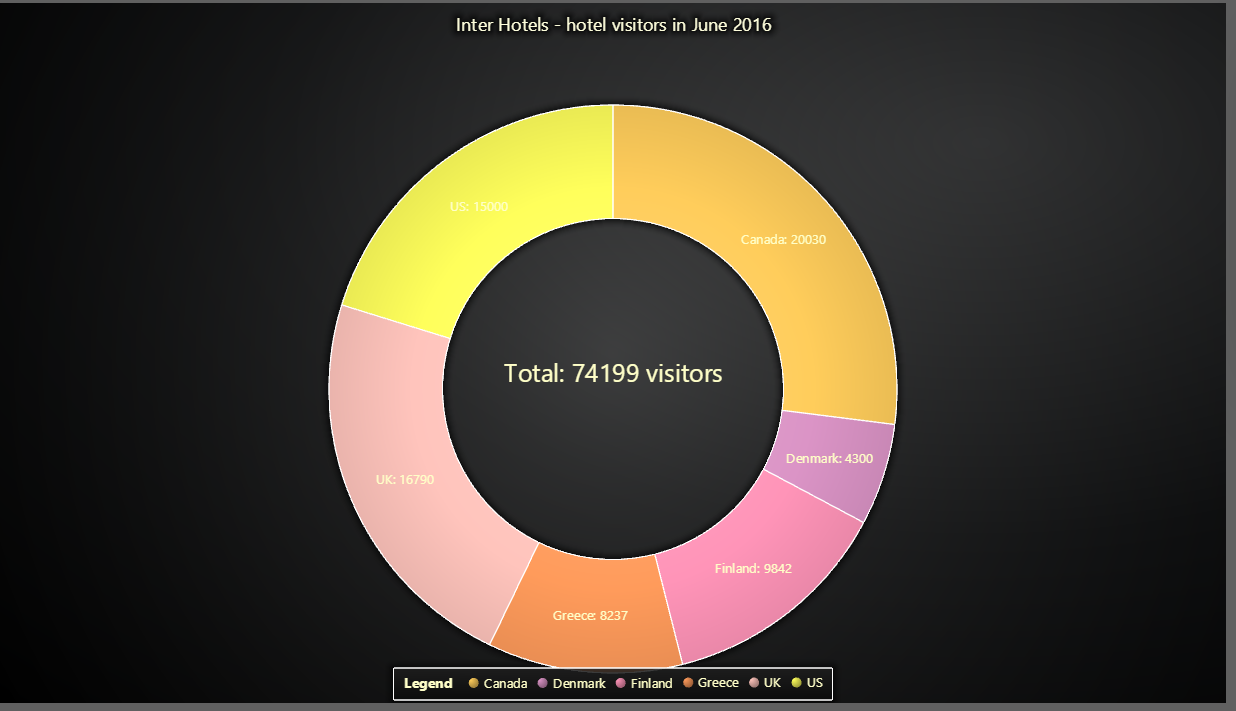 Inter Hotels - hotel visitors in June 2016
US: 15000
Canada: 20030
Total: 74199 visitors
Denmark: 4300
UK: 16790
Finland: 9842
Greece: 8237
Legend Canada Denmark Finland Greece UK US